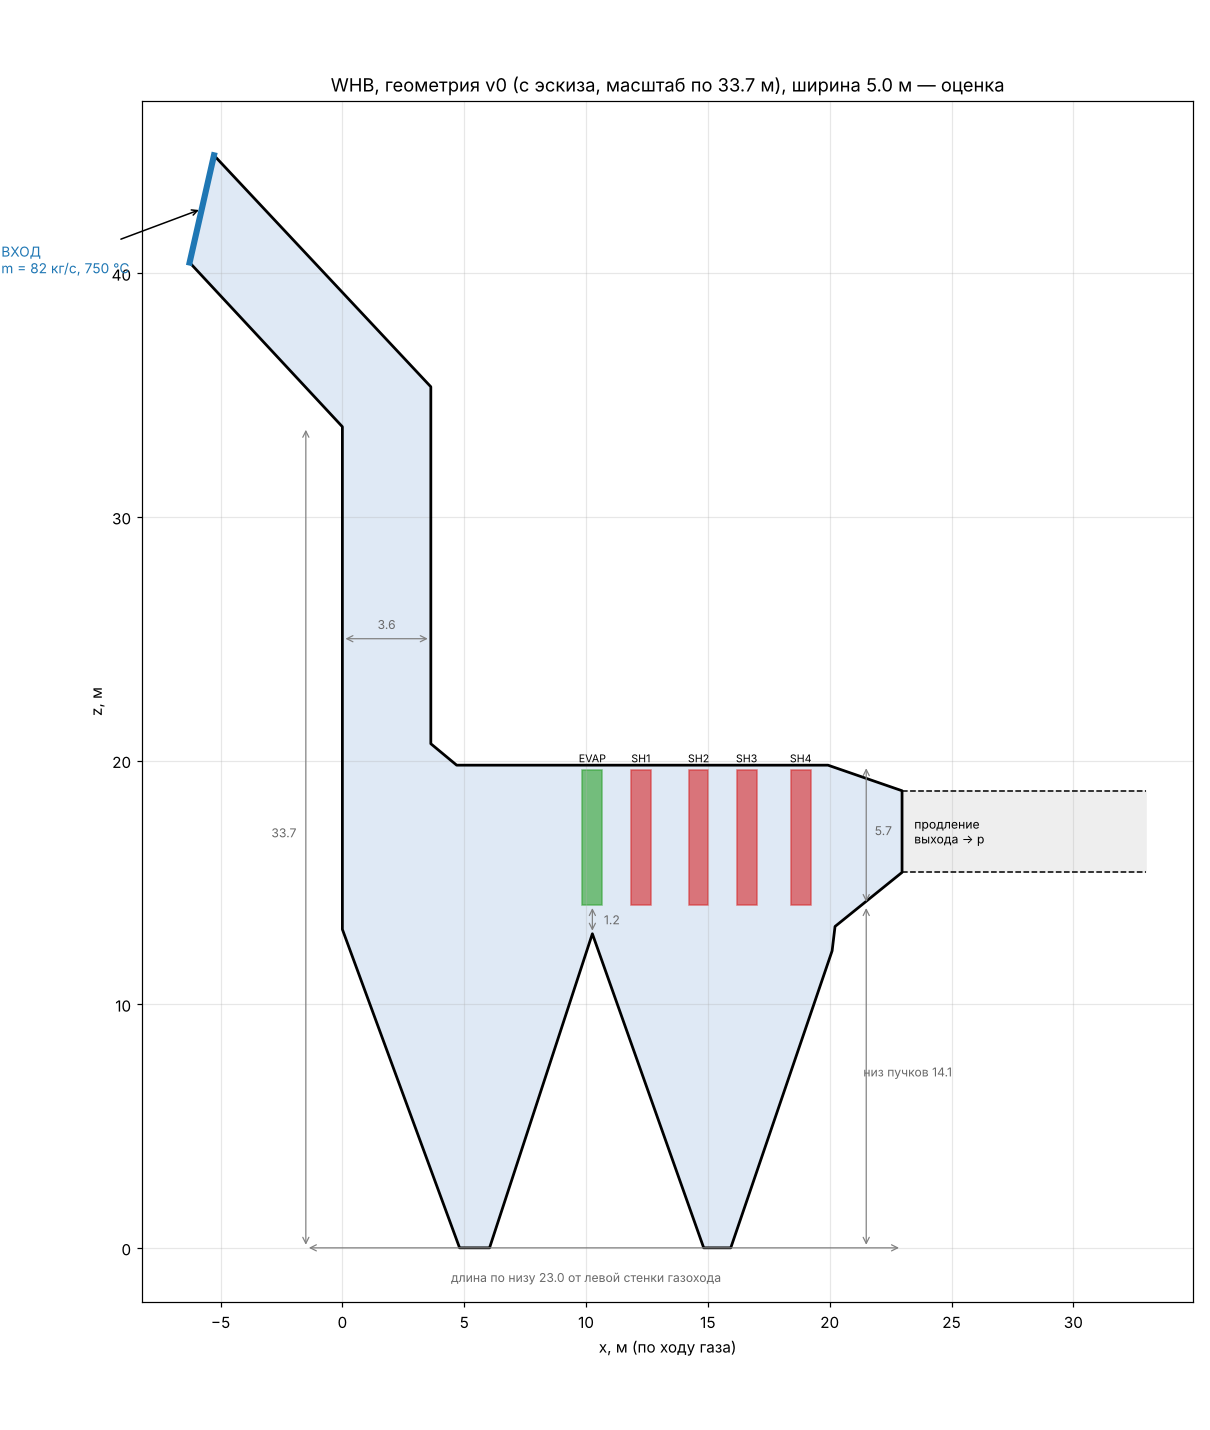 WHB, геометрия v0 (с эскиза, масштаб по 33.7 м), ширина 5.0 м — оценка
ВХОД
m = 82 кг/с, 750 °C
40
30
3.6
z, м
20
EVAP SH1 SH2 SH3 SH4
33.7
5.7
продление
выхода → p
1.2
10
низ пучков 14.1
0
длина по низу 23.0 от левой стенки газохода
−5 0 5 10 15 20 25 30
x, м (по ходу газа)